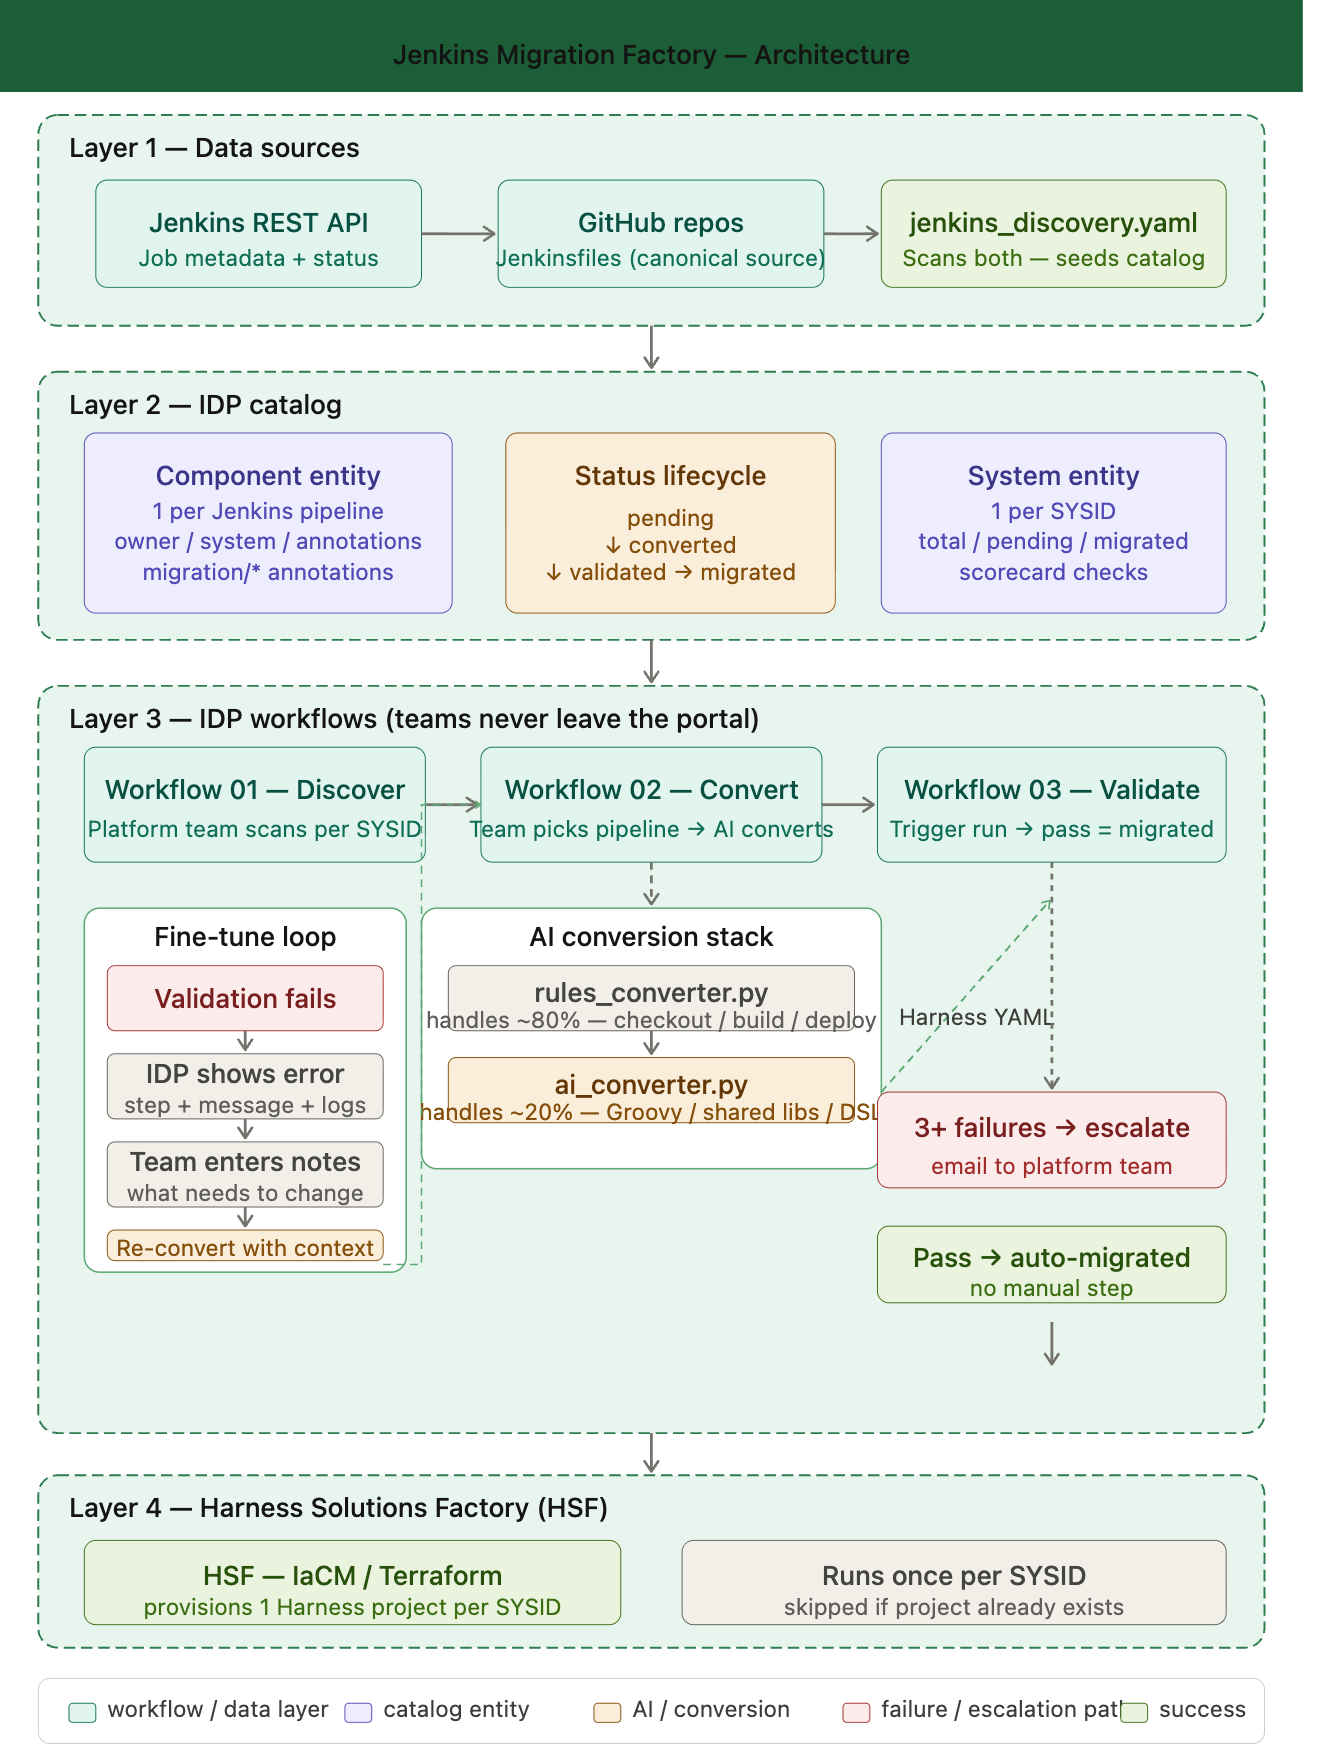 Jenkins Migration Factory — Architecture
Layer 1 — Data sources
Jenkins REST API
Job metadata + status
GitHub repos
Jenkinsfiles (canonical source)
jenkins_discovery.yaml
Scans both — seeds catalog
Layer 2 — IDP catalog
Component entity
1 per Jenkins pipeline
owner / system / annotations
migration/* annotations
Status lifecycle
pending
↓ converted
↓ validated → migrated
System entity
1 per SYSID
total / pending / migrated
scorecard checks
Layer 3 — IDP workflows (teams never leave the portal)
Workflow 01 — Discover
Platform team scans per SYSID
Workflow 02 — Convert
Team picks pipeline → AI converts
Workflow 03 — Validate
Trigger run → pass = migrated
Fine-tune loop
Validation fails
IDP shows error
step + message + logs
Team enters notes
what needs to change
Re-convert with context
AI conversion stack
rules_converter.py
handles ~80% — checkout / build / deploy
ai_converter.py
handles ~20% — Groovy / shared libs / DSL
Harness YAML
3+ failures → escalate
email to platform team
Pass → auto-migrated
no manual step
Layer 4 — Harness Solutions Factory (HSF)
HSF — IaCM / Terraform
provisions 1 Harness project per SYSID
Runs once per SYSID
skipped if project already exists
workflow / data layer
catalog entity
AI / conversion
failure / escalation path
success